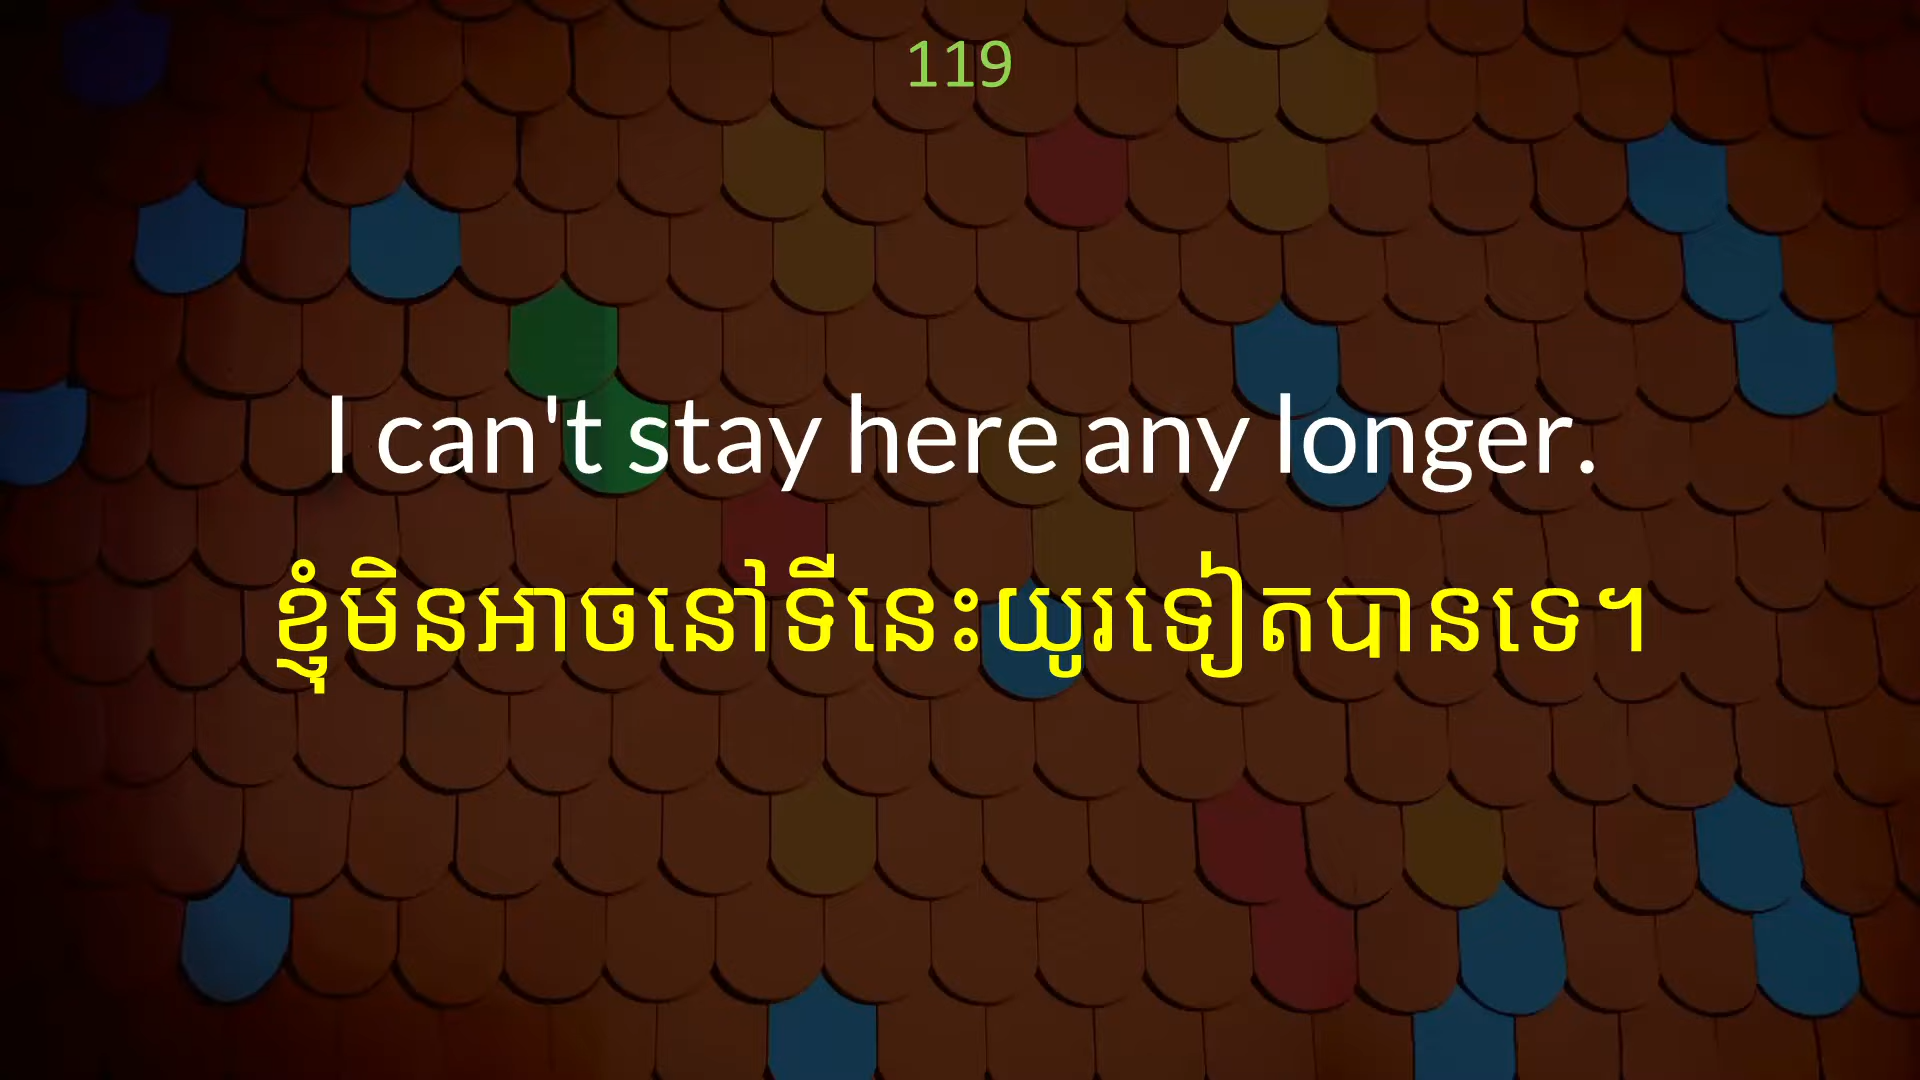 119
I can't stay here any longer.
ខ្ញុំមិនអាចនៅទីនេះយូរទៀតបានទេ។